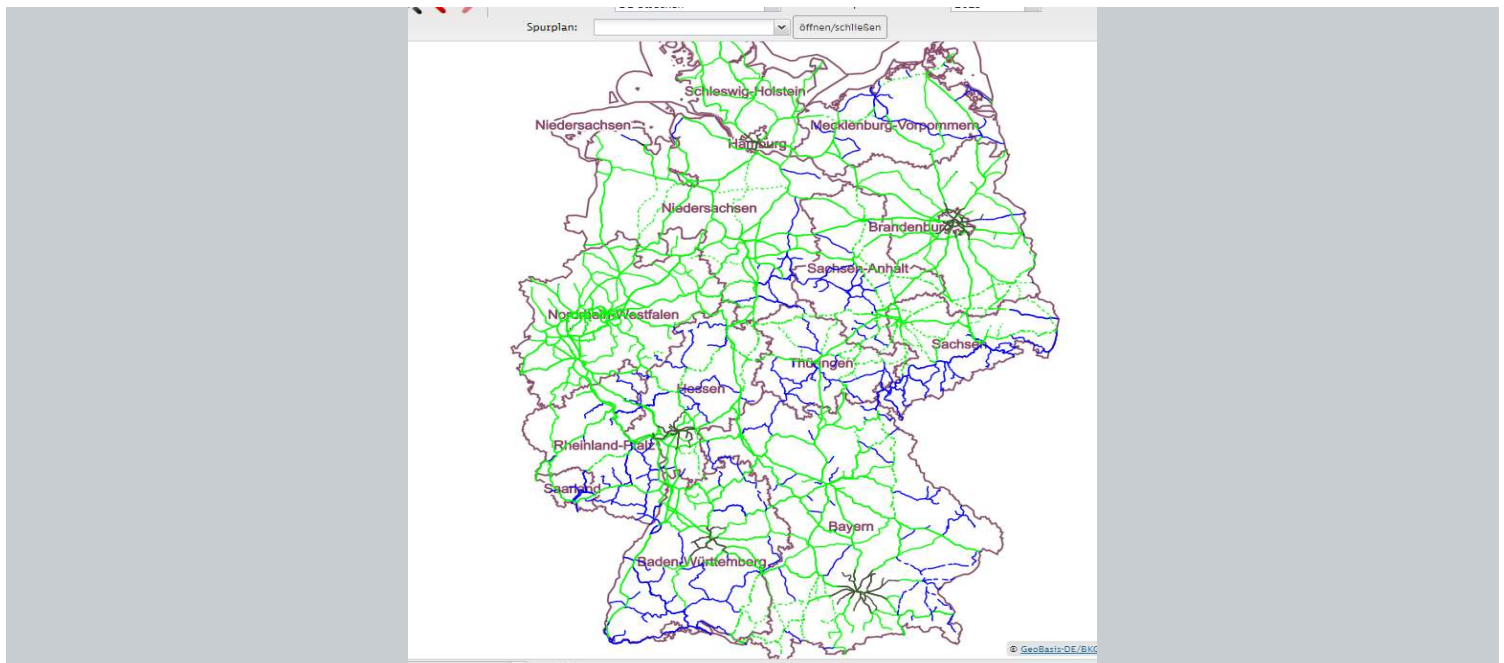 Spurplan:
öffnen/schließen
Schleswig-Holstein
Niedersachsen
Mecklenburg-Vorpommern
Hamburg
Niedersachsen
Brandenburg
Sachsen-Anhalt
Nordrhein-Westfalen
Sachsen
Thüringen
Hessen
Rheinland-Pfalz
Saarland
Bayern
Baden-Württemberg
© GeoBasis-DE/BKG